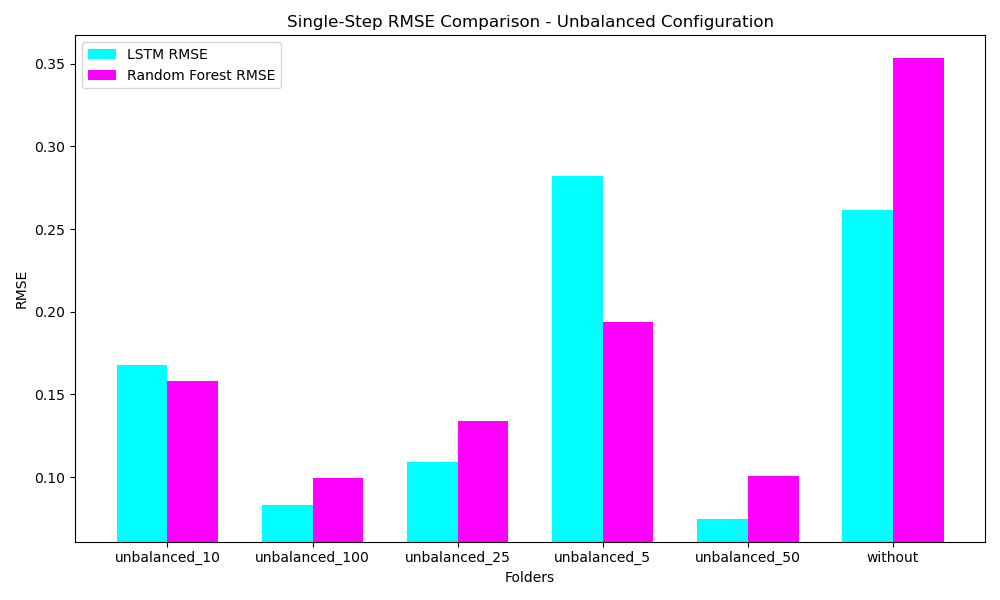 Single-Step RMSE Comparison - Unbalanced Configuration
LSTM RMSE
Random Forest RMSE
0.35
0.30
0.25
0.20
0.15
0.10
RMSE
unbalanced_10 unbalanced_100 unbalanced_25 unbalanced_5 unbalanced_50 without
Folders